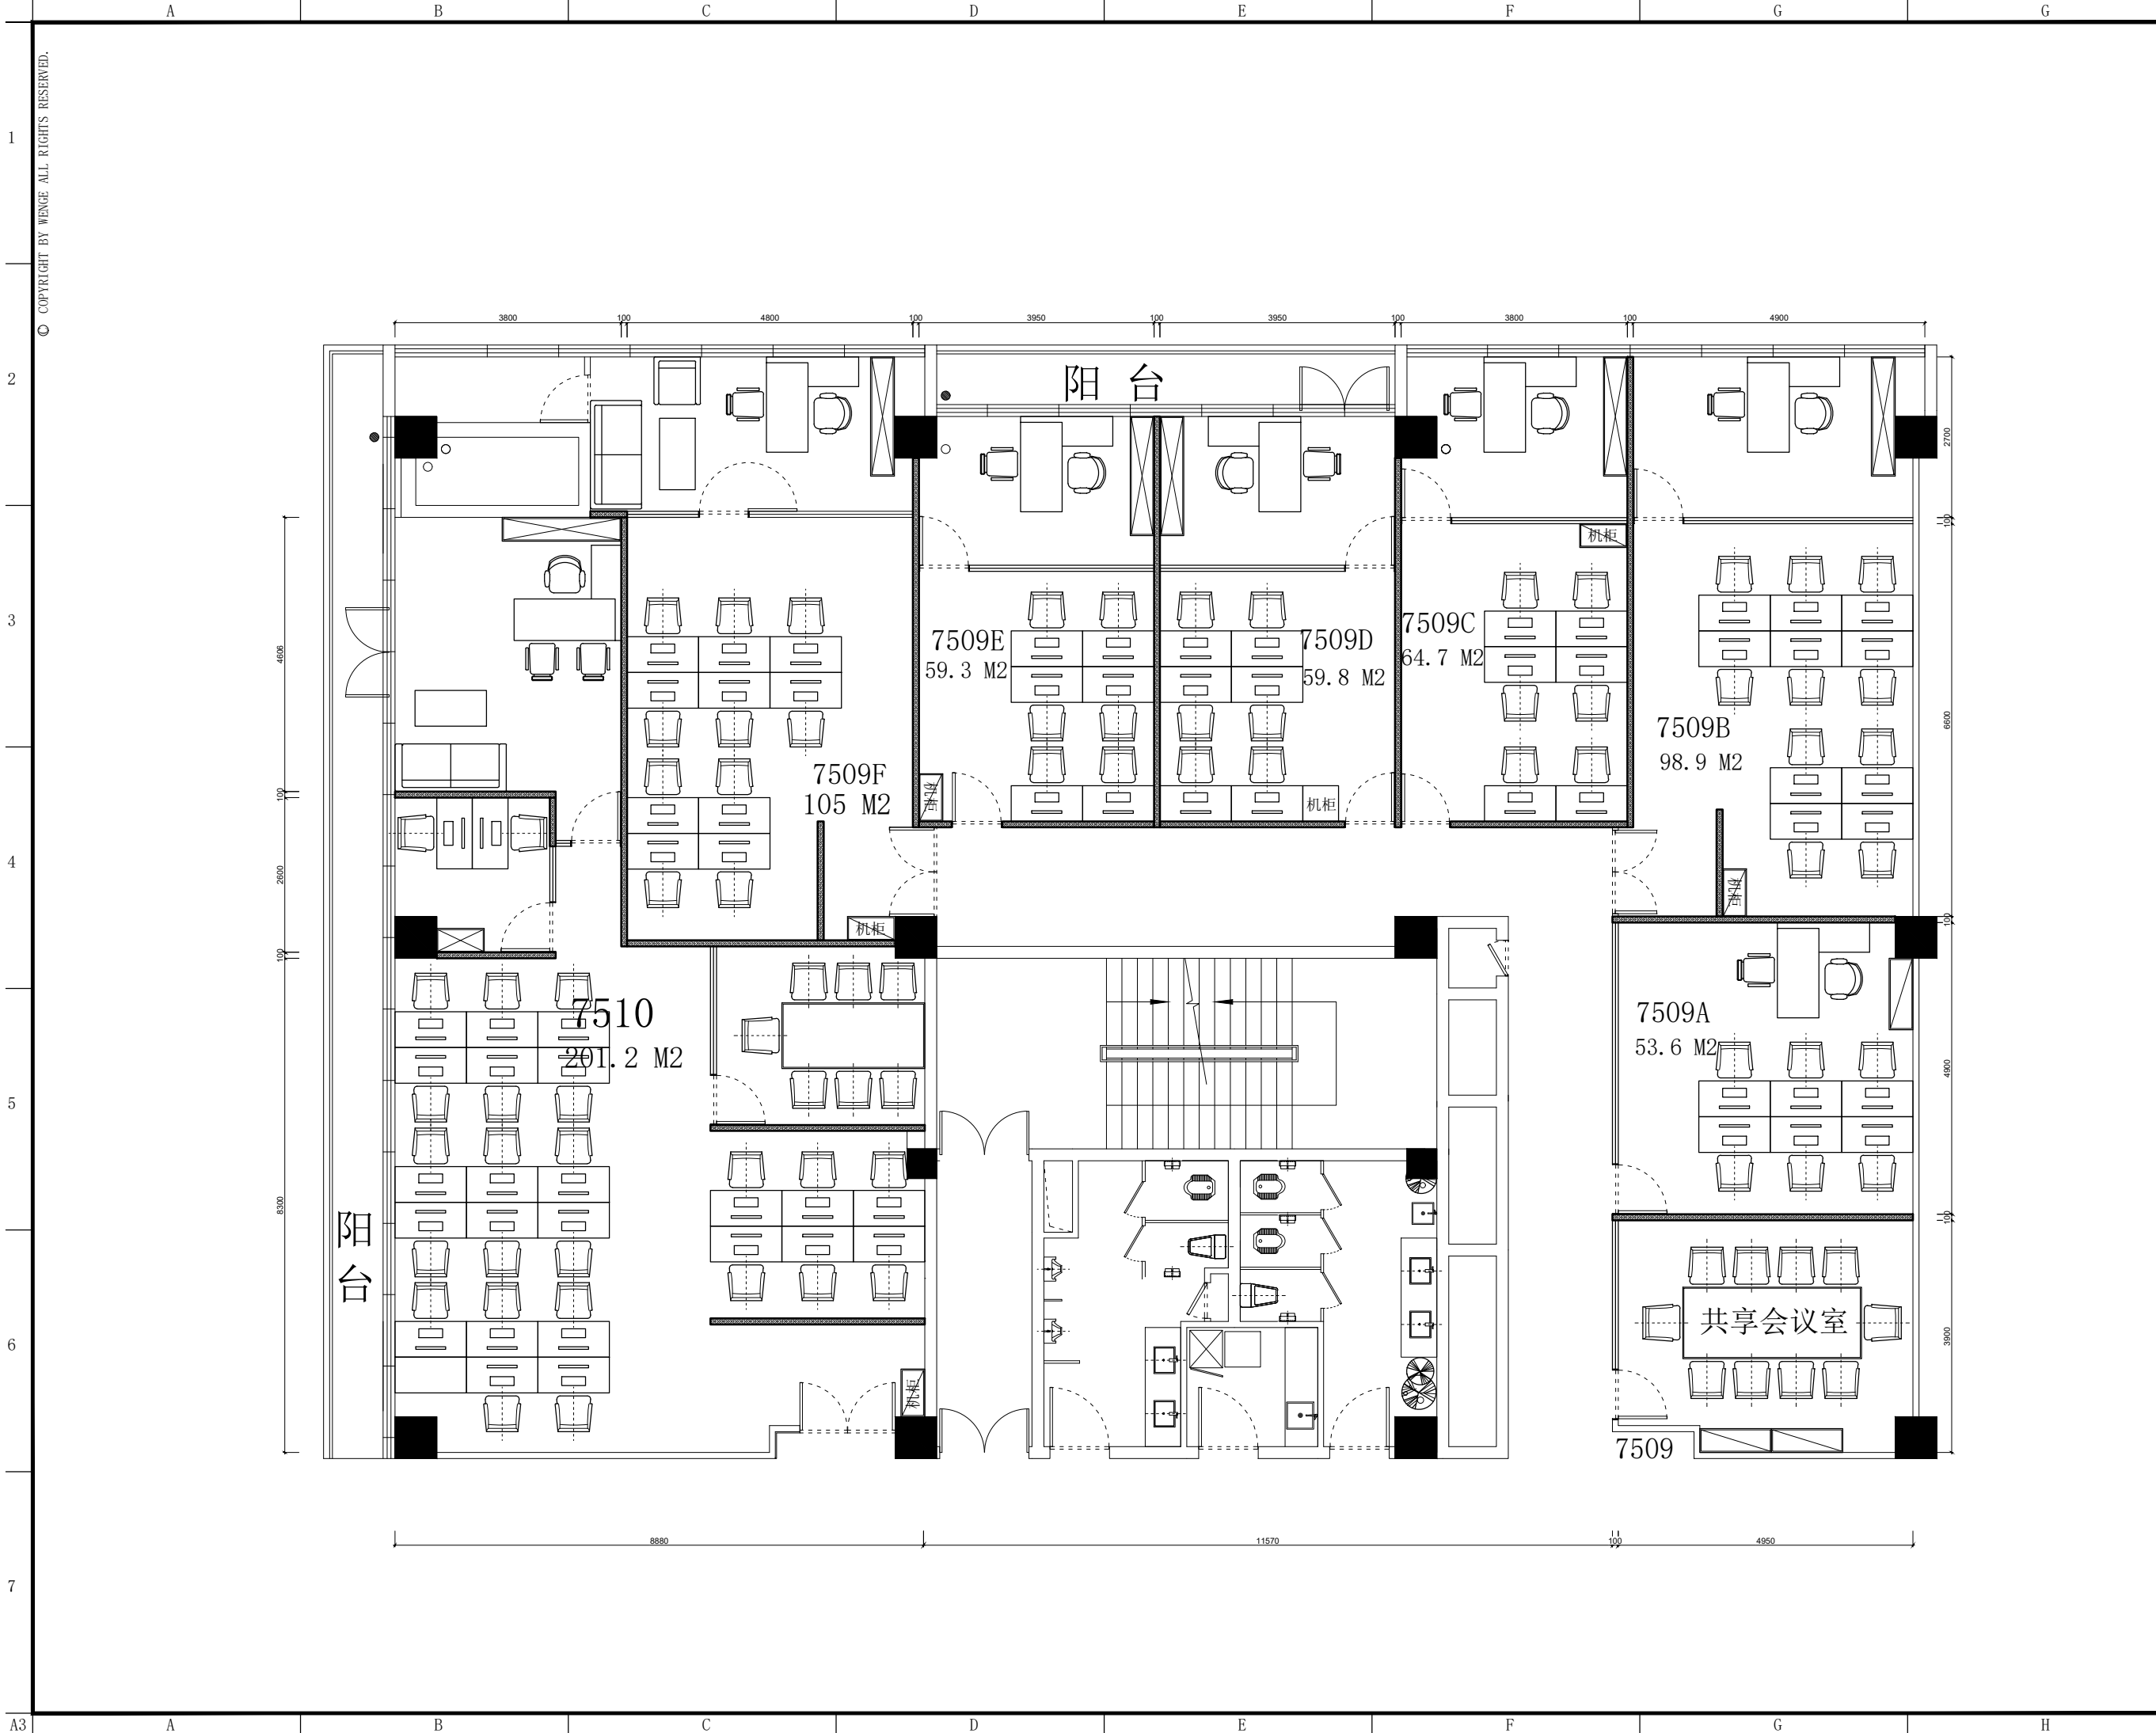 A B C D E F G G
© COPYRIGHT BY WENGE ALL RIGHTS RESERVED.
1
2
3
4
5
6
7
3800 100 4800 100 3950 100 3950 100 3800 100 4900
阳 台
2700
100
6600
100
4900
100
3900
4606
100
2600
100
8300
机柜
7509E
59.3 M2
7509D
59.8 M2
7509C
64.7 M2
7509B
98.9 M2
7509F
105 M2
机柜
机柜
机柜
机柜
7510
201.2 M2
7509A
53.6 M2
阳
台
共享会议室
机柜
7509
8880 11570 100 4950
A3 A B C D E F G H